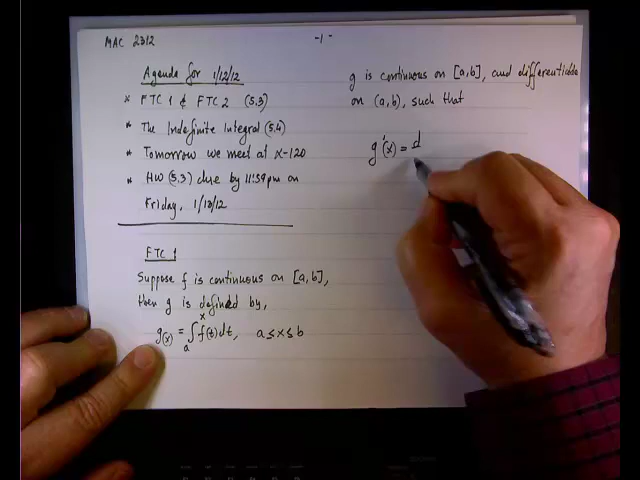 MAC 2312
-1-
Agenda for 1/12/12
* FTC 1 & FTC 2 (5.3)
* The Indefinite Integral (5.4)
* Tomorrow we meet at X-120
* HW (5.3) due by 11:59pm on
Friday, 1/13/12
FTC 1
Suppose f is continuous on [a,b],
then g is defined by,
g(x) = ∫ₐˣ f(t)dt, a ≤ x ≤ b
g is continuous on [a,b], and differentiable
on (a,b), such that
g'(x) = d